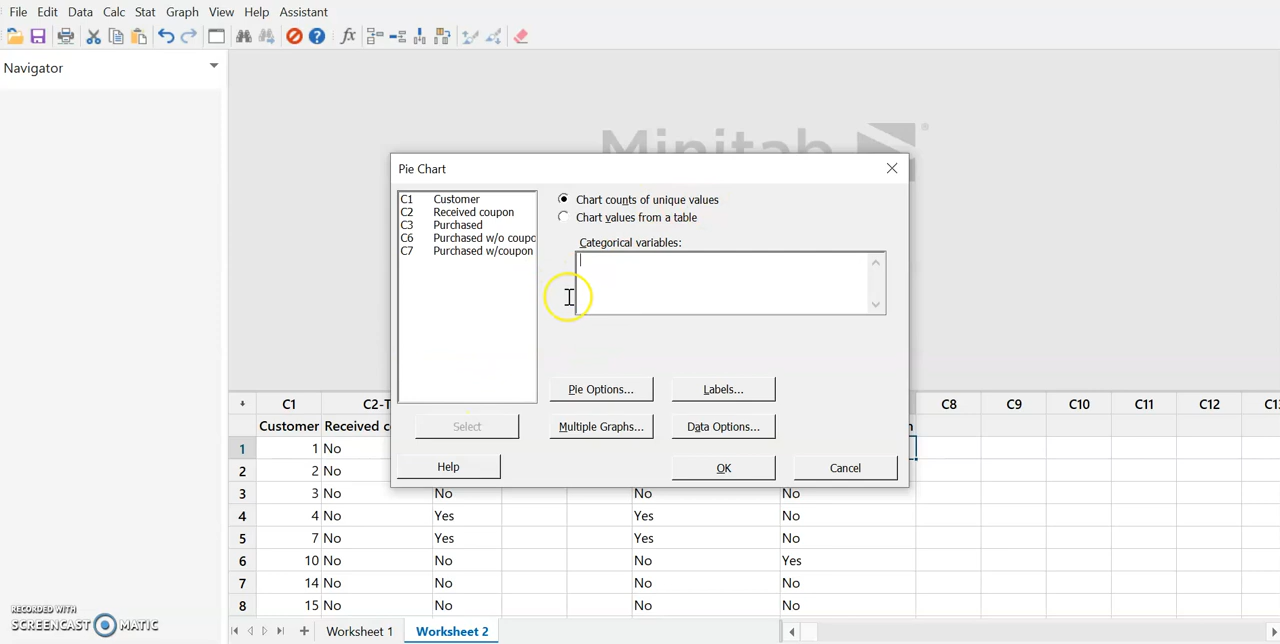 File Edit Data Calc Stat Graph View Help Assistant
Navigator
Minitab ®
Pie Chart
C1 Customer
C2 Received coupon
C3 Purchased
C6 Purchased w/o coupo
C7 Purchased w/coupon
Chart counts of unique values
Chart values from a table
Categorical variables:
Pie Options... Labels...
Select Multiple Graphs... Data Options...
Help OK Cancel
C1 C2-T C8 C9 C10 C11 C12 C13
Customer Received c n
1 1 No
2 2 No
3 3 No No No No
4 4 No Yes Yes No
5 7 No Yes Yes No
6 10 No No No Yes
7 14 No No No No
8 15 No No No No
Worksheet 1 Worksheet 2
RECORDED WITH
SCREENCAST MATIC